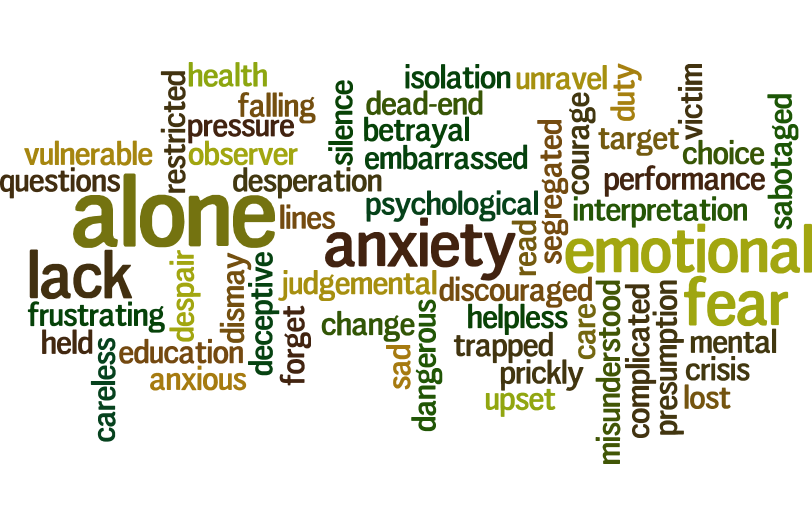 health
isolation
unravel
duty
victim
restricted
falling
silence
dead-end
courage
sabotaged
pressure
betrayal
segregated
target
vulnerable
observer
embarrassed
choice
questions
desperation
performance
alone
lines
psychological
interpretation
anxiety
read
emotional
lack
despair
dismay
deceptive
judgemental
discouraged
fear
frustrating
forget
change
dangerous
helpless
care
misunderstood
complicated
presumption
held
careless
education
trapped
mental
anxious
sad
prickly
crisis
upset
lost